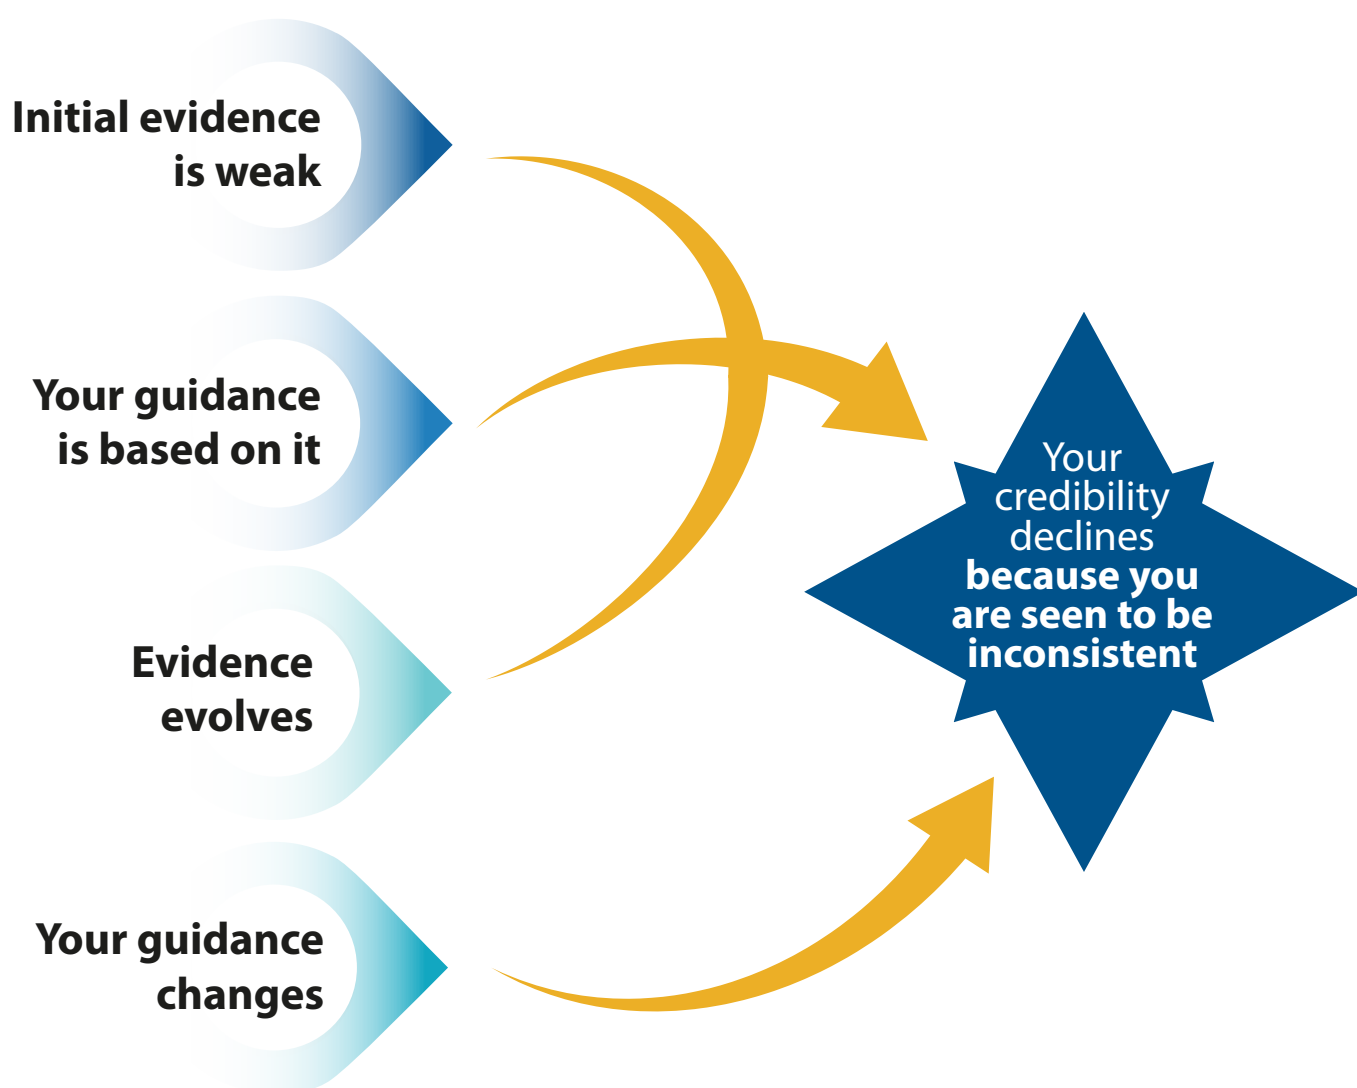 Initial evidence
is weak
Your guidance
is based on it
Evidence
evolves
Your guidance
changes
Your
credibility
declines
because you
are seen to be
inconsistent